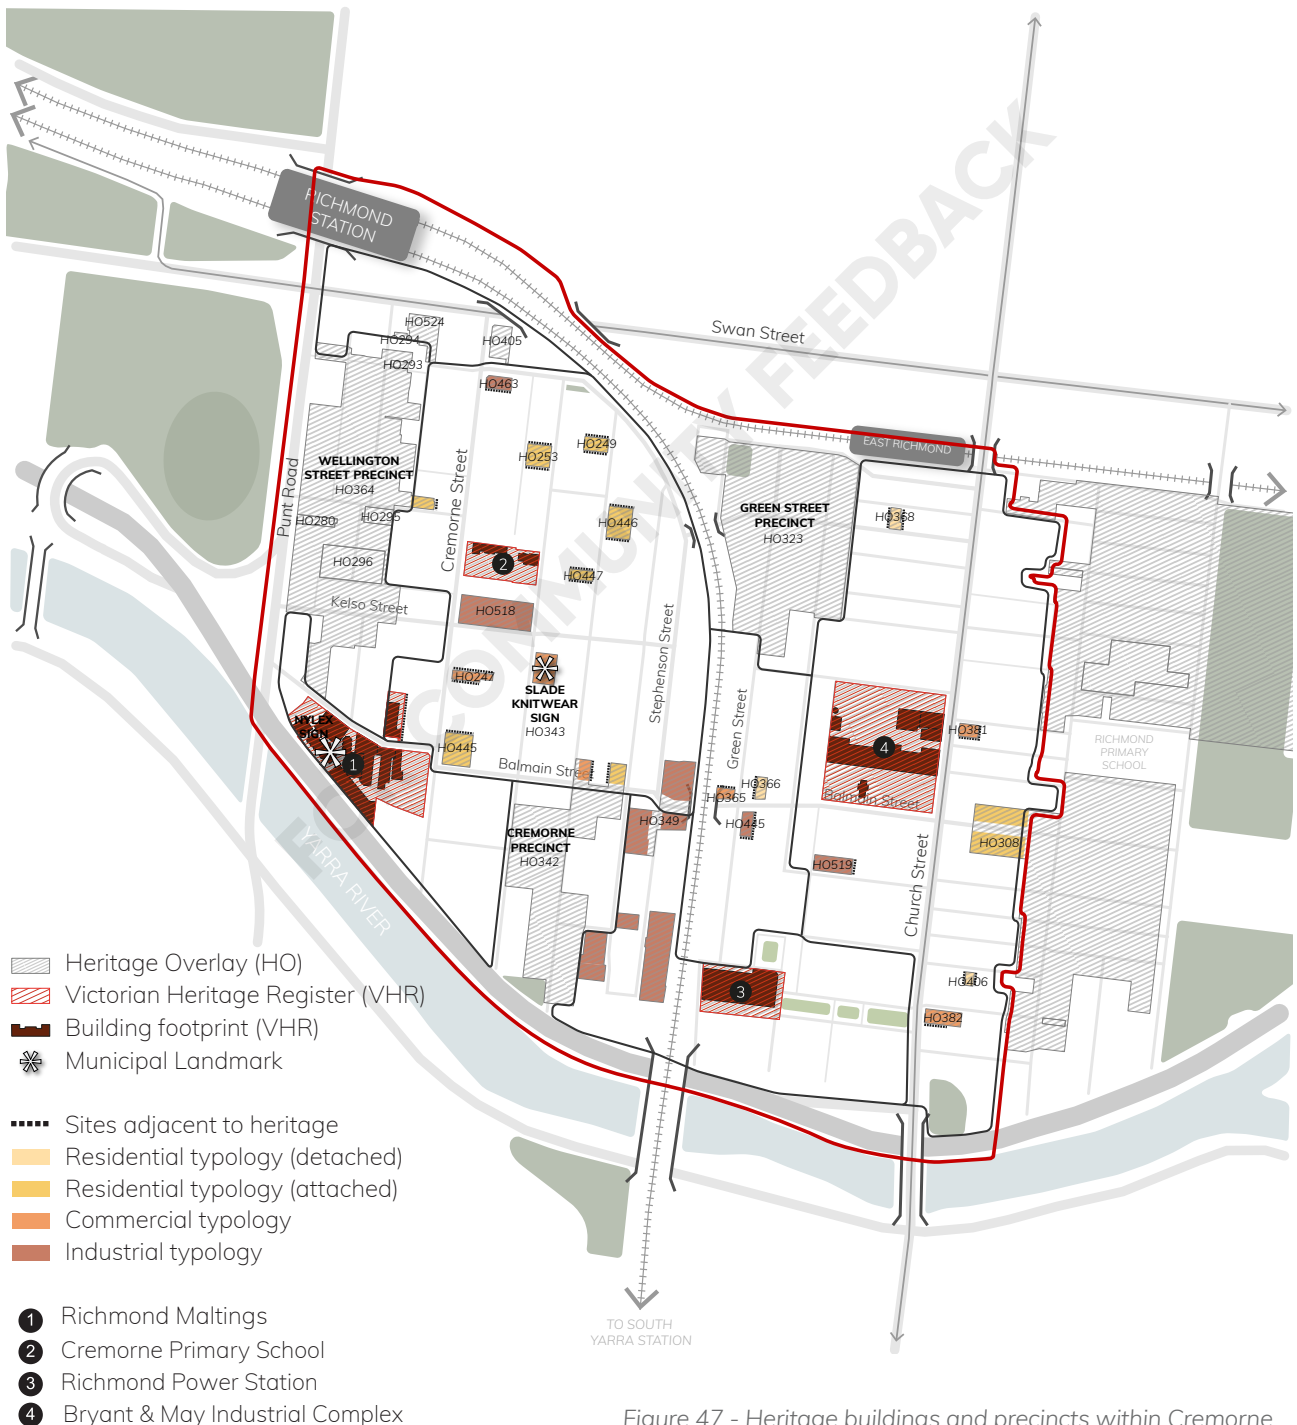 RICHMOND
STATION
Swan Street
EAST RICHMOND
HO524
HO294
HO405
HO293
HO463
WELLINGTON
STREET PRECINCT
HO364
Punt Road
Cremorne Street
HO253
HO249
GREEN STREET
PRECINCT
HO323
HO368
HO280
HO295
HO446
HO296
HO447
Kelso Street
HO518
Stephenson Street
HO247
SLADE
KNITWEAR
SIGN
HO343
NYLEX
SIGN
HO445
Balmain Street
Green Street
HO381
RICHMOND
PRIMARY
SCHOOL
HO366
HO365
Balmain Street
HO349
HO445
HO308
CREMORNE
PRECINCT
HO342
HO519
Church Street
YARRA RIVER
HO406
HO382
COMMUNITY FEEDBACK
1
2
3
4
Heritage Overlay (HO)
Victorian Heritage Register (VHR)
Building footprint (VHR)
Municipal Landmark
Sites adjacent to heritage
Residential typology (detached)
Residential typology (attached)
Commercial typology
Industrial typology
1 Richmond Maltings
2 Cremorne Primary School
3 Richmond Power Station
4 Bryant & May Industrial Complex
TO SOUTH
YARRA STATION
Figure 47 - Heritage buildings and precincts within Cremorne